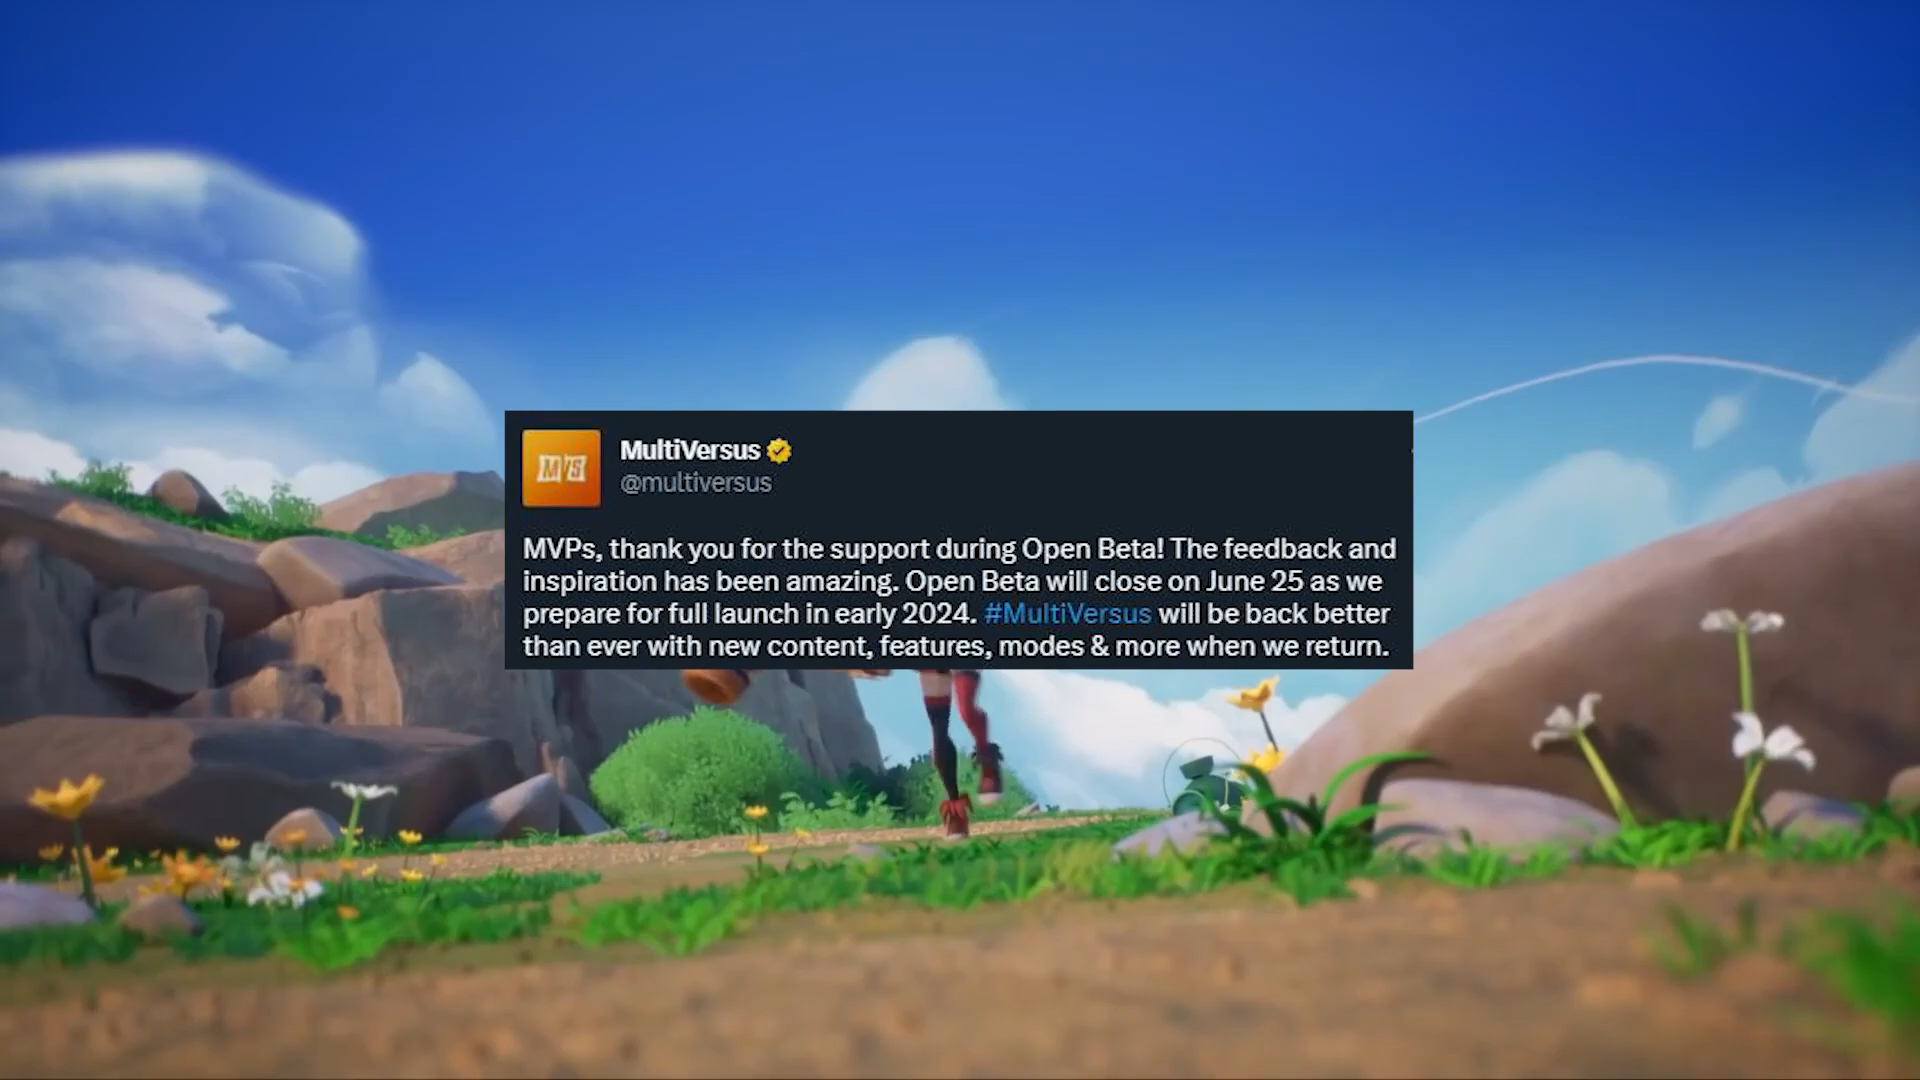 M/S
MultiVersus
@multiversus
MVPs, thank you for the support during Open Beta! The feedback and
inspiration has been amazing. Open Beta will close on June 25 as we
prepare for full launch in early 2024. #MultiVersus will be back better
than ever with new content, features, modes & more when we return.